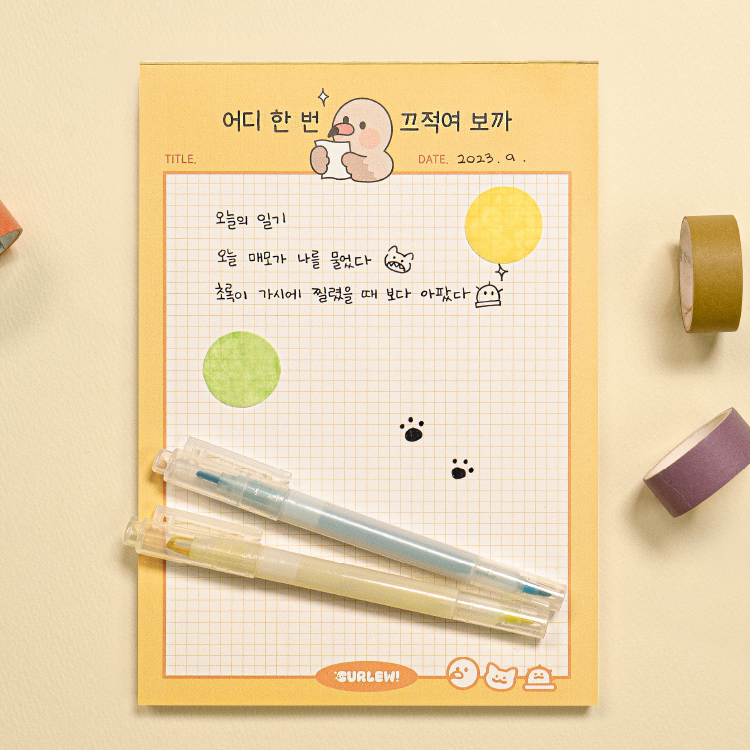 어디 한 번 끄적여 보까
TITLE.
DATE. 2023. 9.
오늘의 일기
오늘 매모가 나를 물었다
초록이 가시에 찔렸을 때 보다 아팠다
SURLEW!